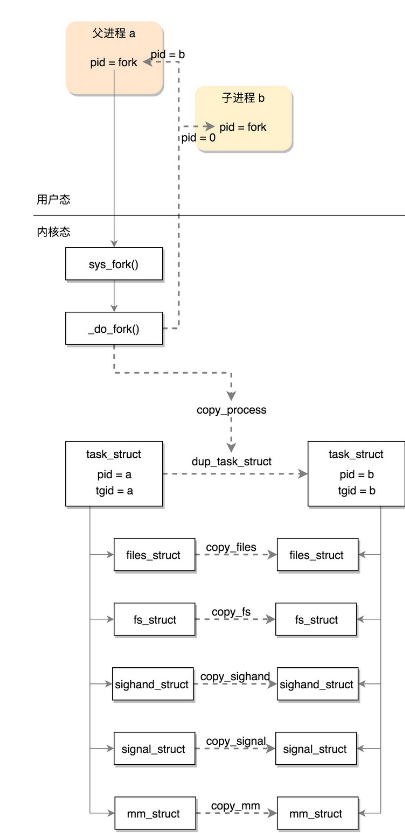 父进程 a
pid = fork
pid = b
子进程 b
pid = fork
pid = 0
用户态
内核态
sys_fork()
_do_fork()
copy_process
dup_task_struct
task_struct
pid = a
tgid = a
task_struct
pid = b
tgid = b
files_struct
copy_files
files_struct
fs_struct
copy_fs
fs_struct
sighand_struct
copy_sighand
sighand_struct
signal_struct
copy_signal
signal_struct
mm_struct
copy_mm
mm_struct